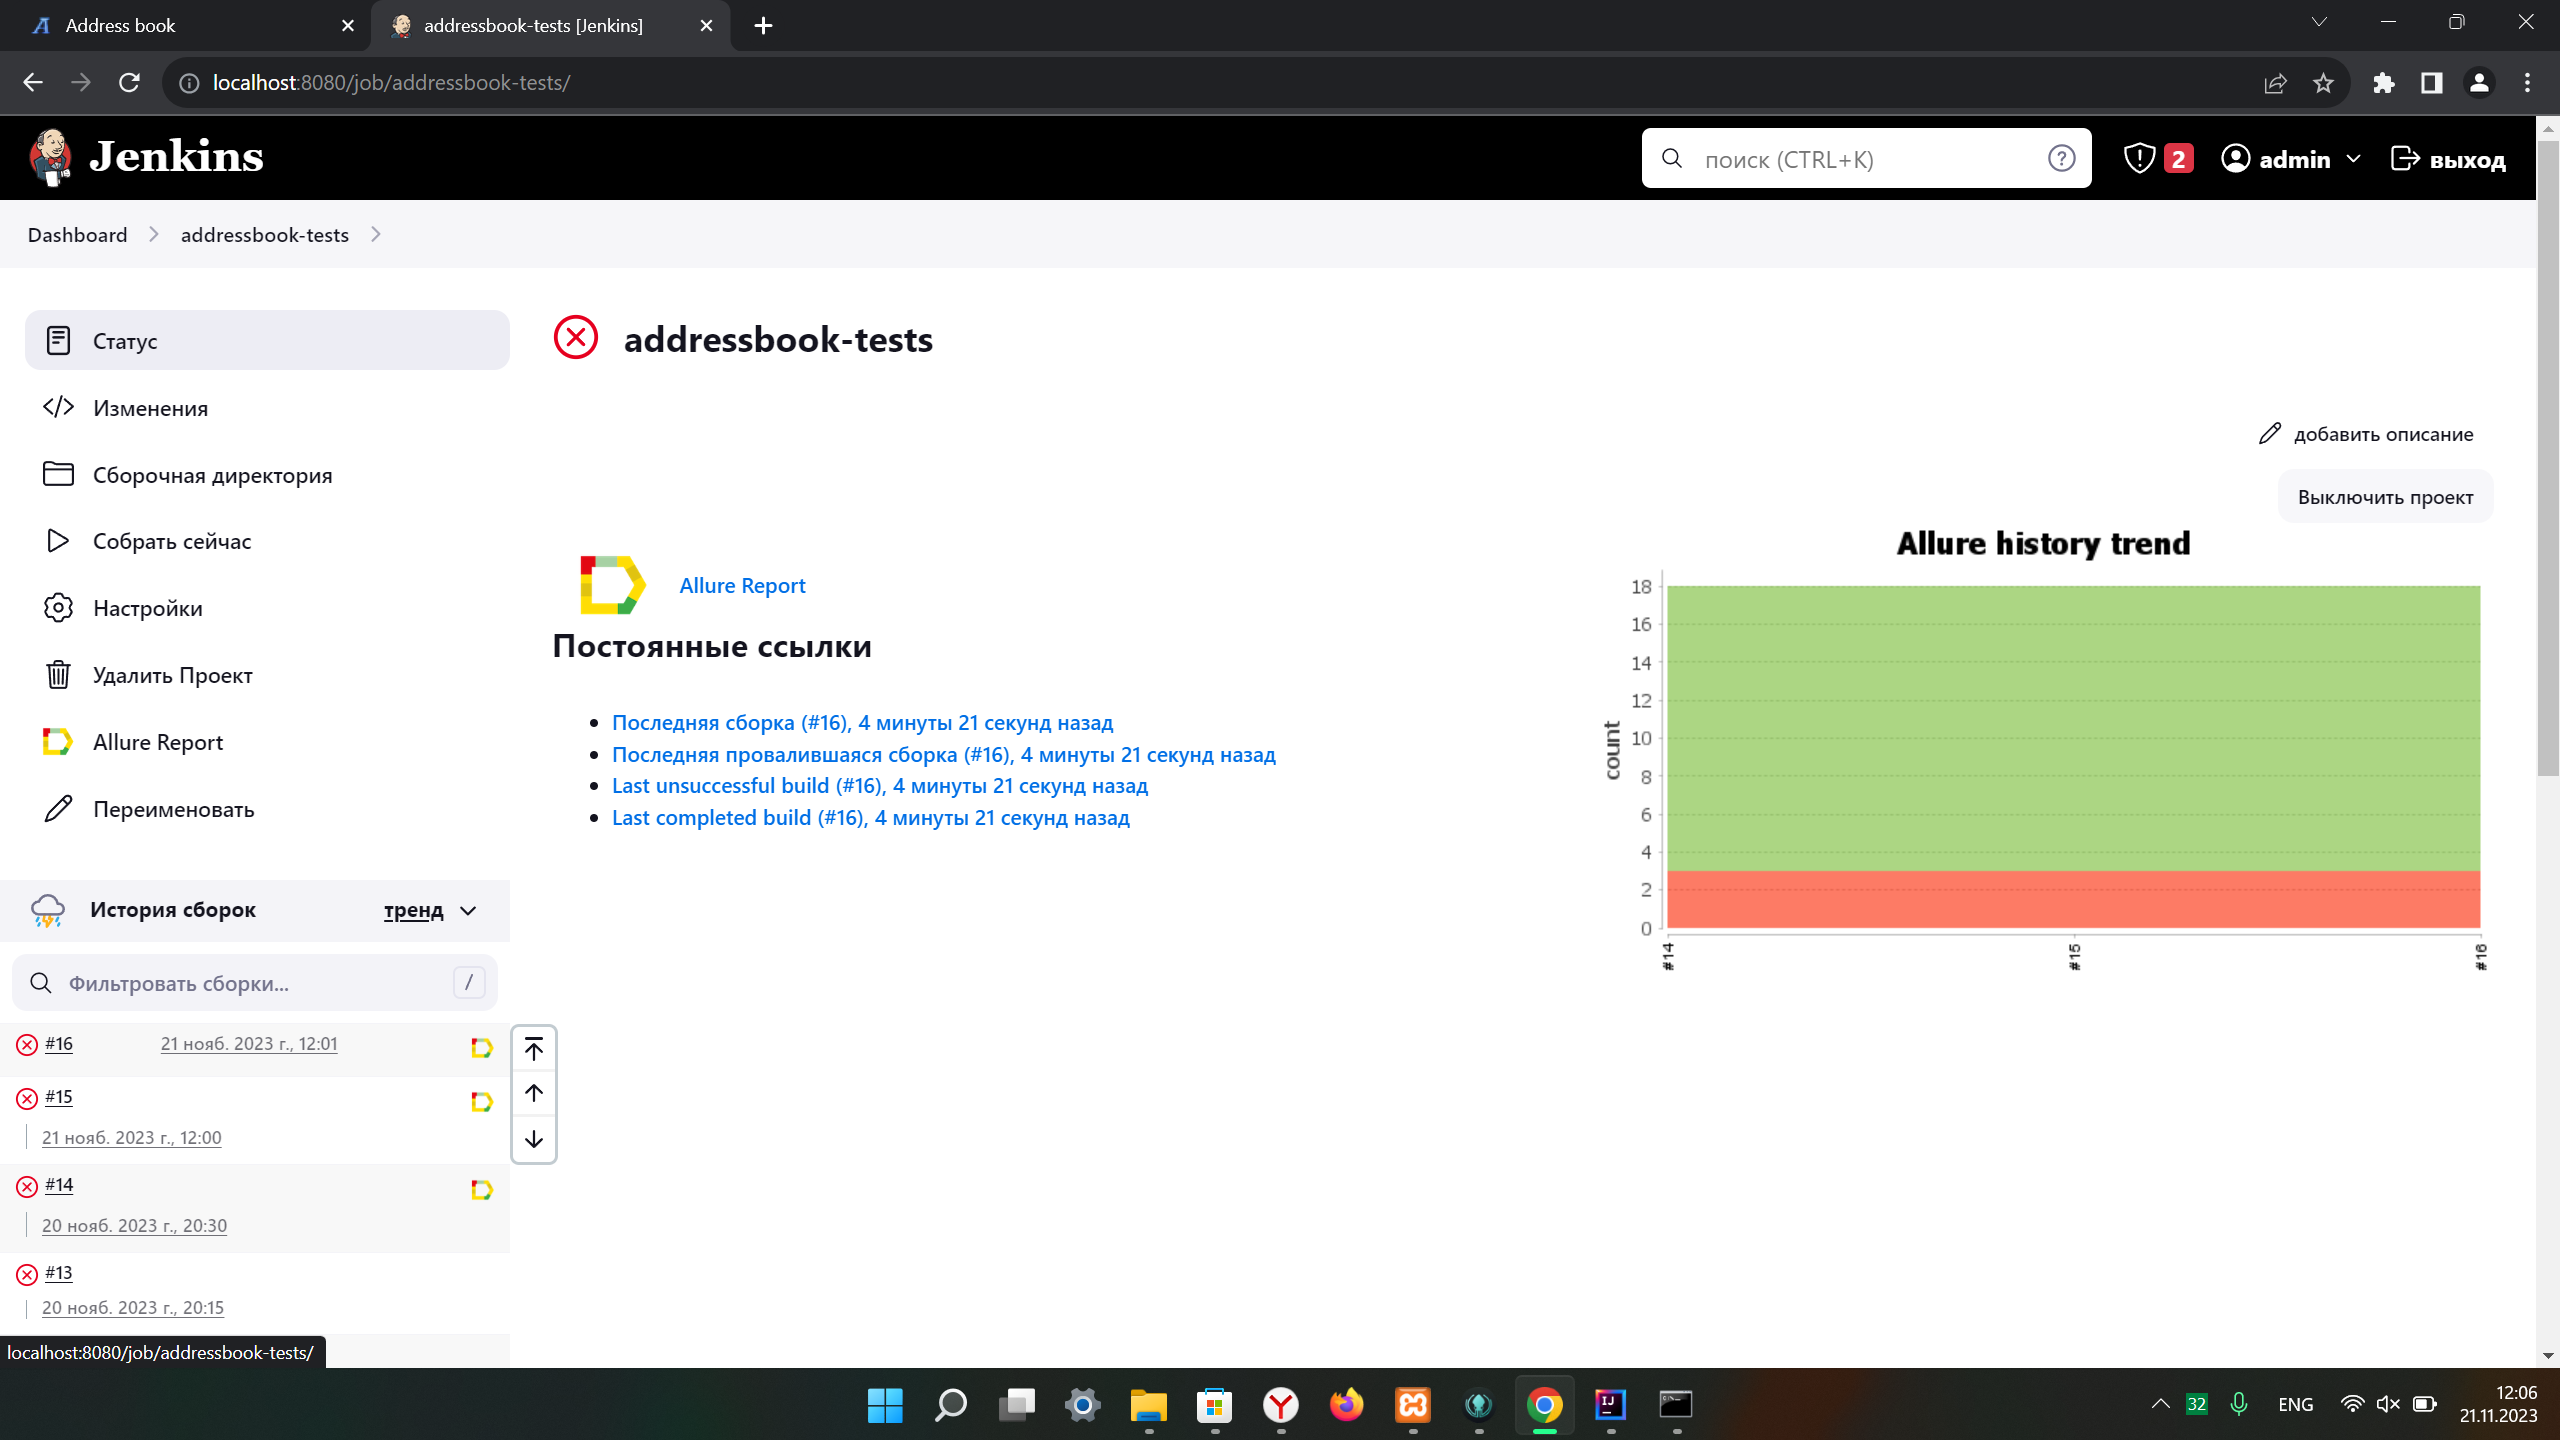 Address book
addressbook-tests [Jenkins]
localhost:8080/job/addressbook-tests/
Jenkins
поиск (CTRL+K)
2
admin
выход
Dashboard
addressbook-tests
Статус
Изменения
Сборочная директория
Собрать сейчас
Настройки
Удалить Проект
Allure Report
Переименовать
История сборок
тренд
Фильтровать сборки...
/
#16
21 нояб. 2023 г., 12:01
#15
21 нояб. 2023 г., 12:00
#14
20 нояб. 2023 г., 20:30
#13
20 нояб. 2023 г., 20:15
addressbook-tests
добавить описание
Выключить проект
Allure Report
Постоянные ссылки
Последняя сборка (#16), 4 минуты 21 секунд назад
Последняя провалившаяся сборка (#16), 4 минуты 21 секунд назад
Last unsuccessful build (#16), 4 минуты 21 секунд назад
Last completed build (#16), 4 минуты 21 секунд назад
Allure history trend
18
16
14
12
10
8
6
4
2
0
count
#14
#15
#16
localhost:8080/job/addressbook-tests/
IJ
32
ENG
12:06
21.11.2023